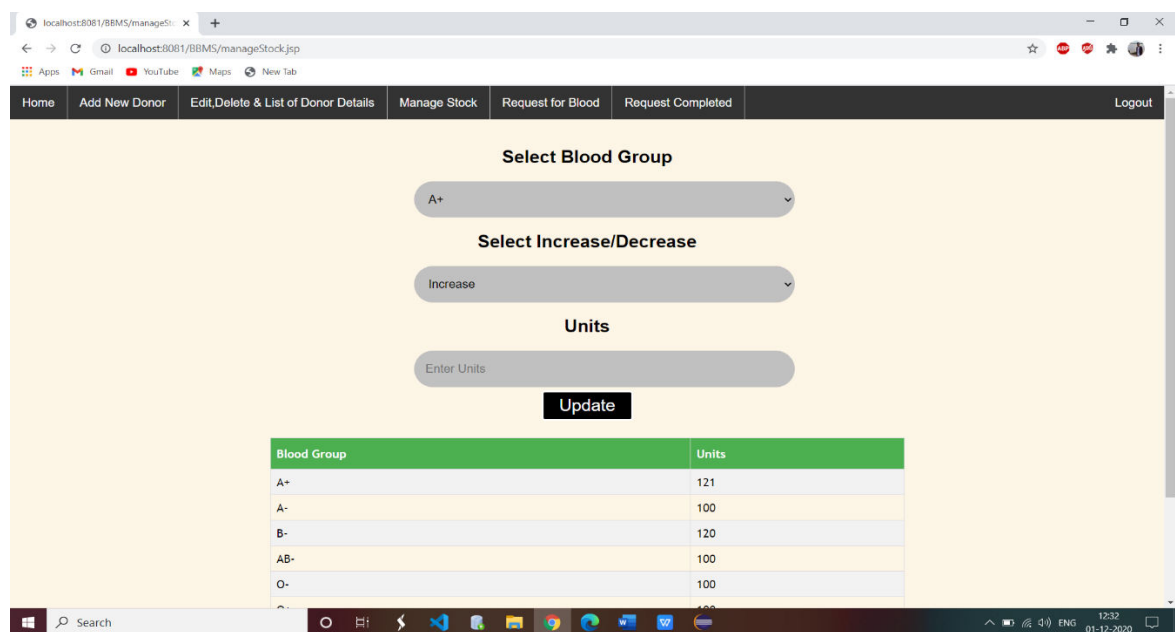 localhost:8081/BBMS/manageSt
localhost:8081/BBMS/manageStock.jsp
ABP
Apps Gmail YouTube Maps New Tab
Home Add New Donor Edit,Delete & List of Donor Details Manage Stock Request for Blood Request Completed Logout
Select Blood Group
A+
Select Increase/Decrease
Increase
Units
Enter Units
Update
Blood Group Units
A+ 121
A- 100
B- 120
AB- 100
O- 100
Search ENG 12:32
01-12-2020